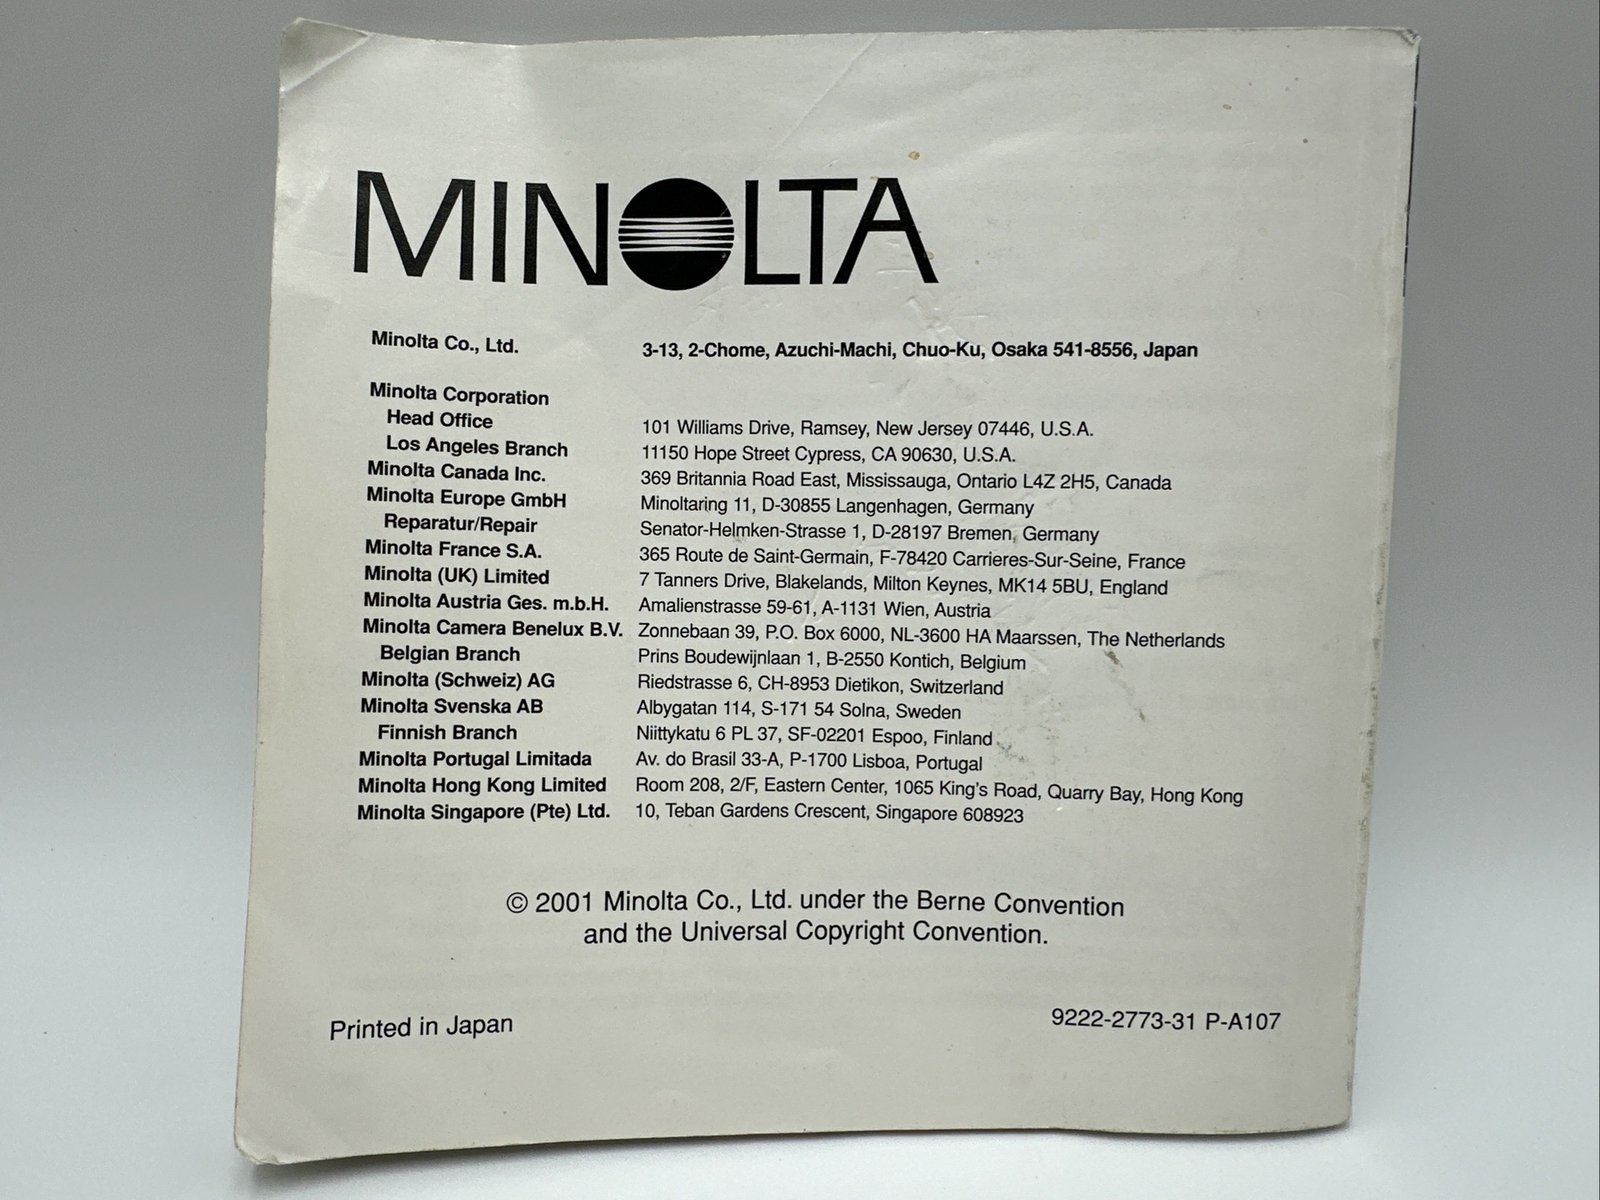 MINOLTA
Minolta Co., Ltd. 3-13, 2-Chome, Azuchi-Machi, Chuo-Ku, Osaka 541-8556, Japan
Minolta Corporation
Head Office 101 Williams Drive, Ramsey, New Jersey 07446, U.S.A.
Los Angeles Branch 11150 Hope Street Cypress, CA 90630, U.S.A.
Minolta Canada Inc. 369 Britannia Road East, Mississauga, Ontario L4Z 2H5, Canada
Minolta Europe GmbH Minoltaring 11, D-30855 Langenhagen, Germany
Reparatur/Repair Senator-Helmken-Strasse 1, D-28197 Bremen, Germany
Minolta France S.A. 365 Route de Saint-Germain, F-78420 Carrieres-Sur-Seine, France
Minolta (UK) Limited 7 Tanners Drive, Blakelands, Milton Keynes, MK14 5BU, England
Minolta Austria Ges. m.b.H. Amalienstrasse 59-61, A-1131 Wien, Austria
Minolta Camera Benelux B.V. Zonnebaan 39, P.O. Box 6000, NL-3600 HA Maarssen, The Netherlands
Belgian Branch Prins Boudewijnlaan 1, B-2550 Kontich, Belgium
Minolta (Schweiz) AG Riedstrasse 6, CH-8953 Dietikon, Switzerland
Minolta Svenska AB Albygatan 114, S-171 54 Solna, Sweden
Finnish Branch Niittykatu 6 PL 37, SF-02201 Espoo, Finland
Minolta Portugal Limitada Av. do Brasil 33-A, P-1700 Lisboa, Portugal
Minolta Hong Kong Limited Room 208, 2/F, Eastern Center, 1065 King's Road, Quarry Bay, Hong Kong
Minolta Singapore (Pte) Ltd. 10, Teban Gardens Crescent, Singapore 608923
© 2001 Minolta Co., Ltd. under the Berne Convention
and the Universal Copyright Convention.
Printed in Japan 9222-2773-31 P-A107